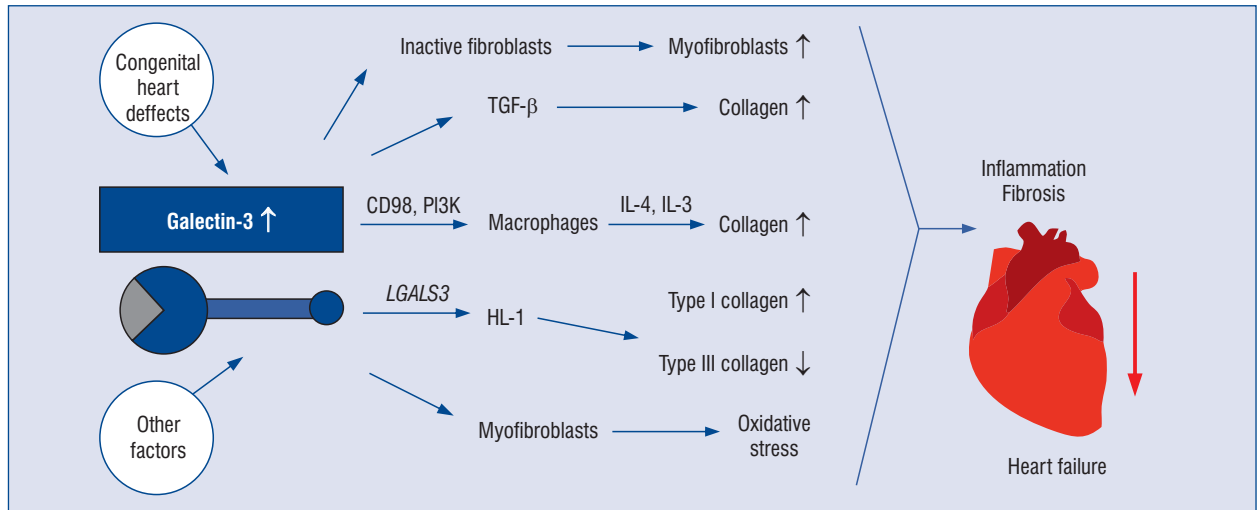 Congenital
heart
deffects
Inactive fibroblasts
Myofibroblasts ↑
TGF-β
Collagen ↑
Galectin-3 ↑
CD98, PI3K
Macrophages
IL-4, IL-3
Collagen ↑
LGALS3
HL-1
Type I collagen ↑
Type III collagen ↓
Other
factors
Myofibroblasts
Oxidative
stress
Inflammation
Fibrosis
Heart failure